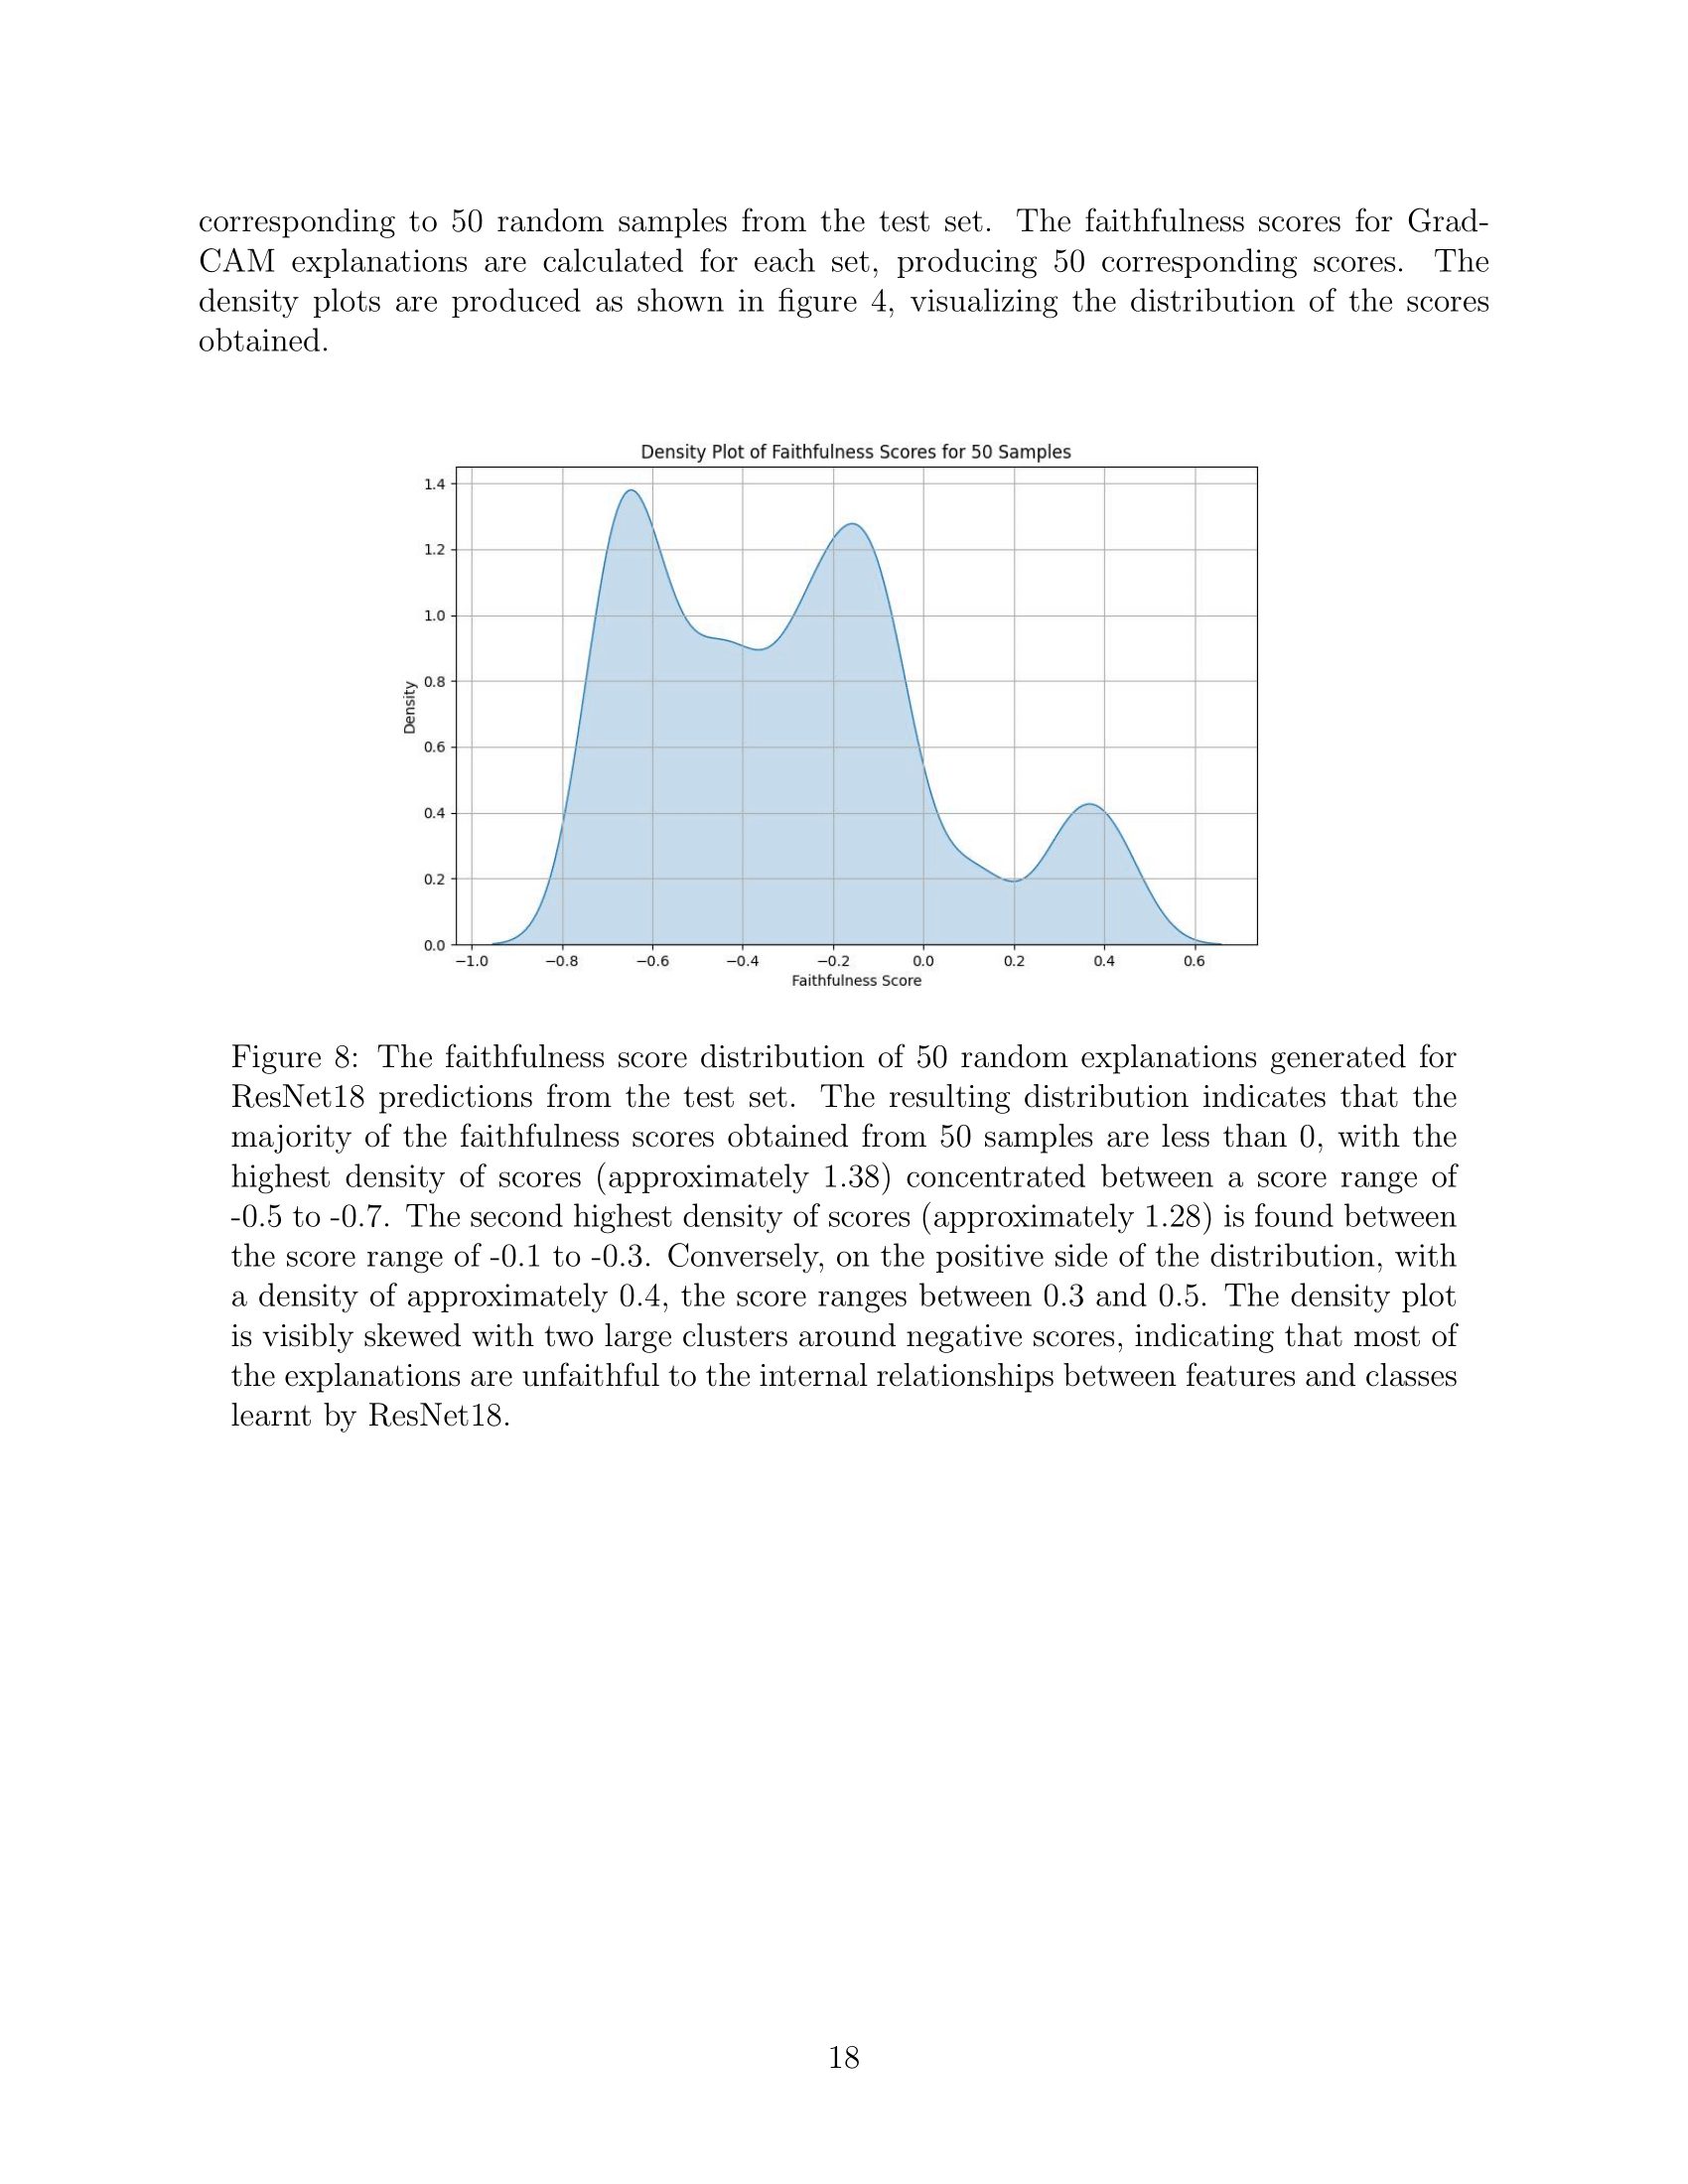 corresponding to 50 random samples from the test set. The faithfulness scores for Grad-
CAM explanations are calculated for each set, producing 50 corresponding scores. The
density plots are produced as shown in figure 4, visualizing the distribution of the scores
obtained.
Density Plot of Faithfulness Scores for 50 Samples
1.4
1.2
1.0
0.8
0.6
0.4
0.2
0.0
Density
−1.0 −0.8 −0.6 −0.4 −0.2 0.0 0.2 0.4 0.6
Faithfulness Score
Figure 8: The faithfulness score distribution of 50 random explanations generated for
ResNet18 predictions from the test set. The resulting distribution indicates that the
majority of the faithfulness scores obtained from 50 samples are less than 0, with the
highest density of scores (approximately 1.38) concentrated between a score range of
-0.5 to -0.7. The second highest density of scores (approximately 1.28) is found between
the score range of -0.1 to -0.3. Conversely, on the positive side of the distribution, with
a density of approximately 0.4, the score ranges between 0.3 and 0.5. The density plot
is visibly skewed with two large clusters around negative scores, indicating that most of
the explanations are unfaithful to the internal relationships between features and classes
learnt by ResNet18.
18